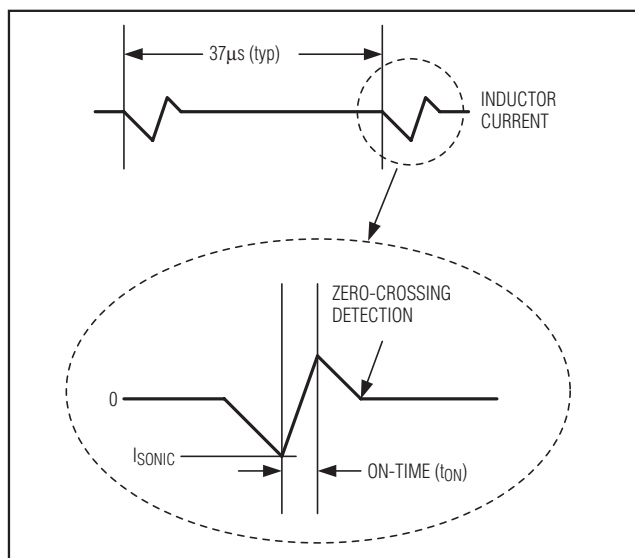 37μs (typ)
INDUCTOR
CURRENT
ZERO-CROSSING
DETECTION
0
ISONIC
ON-TIME (tON)